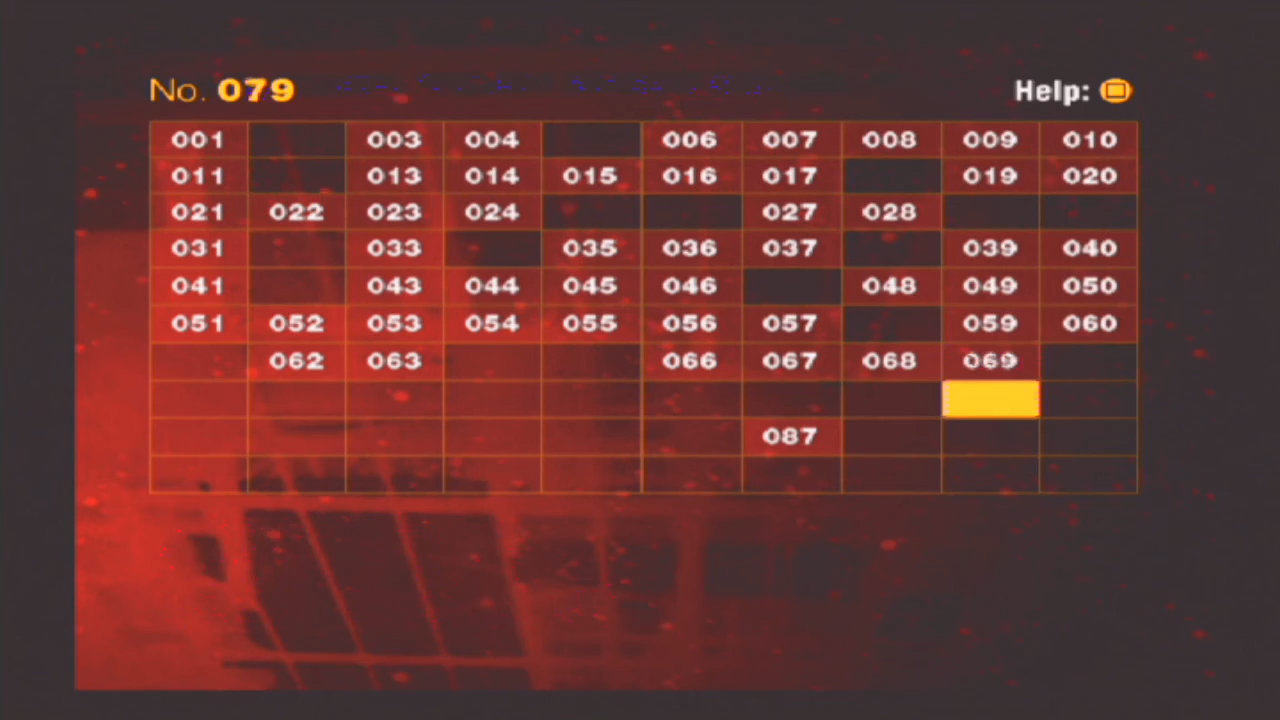 No. 079 Help:
001 003 004 006 007 008 009 010
011 013 014 015 016 017 019 020
021 022 023 024 027 028
031 033 035 036 037 039 040
041 043 044 045 046 048 049 050
051 052 053 054 055 056 057 059 060
062 063 066 067 068 069
087